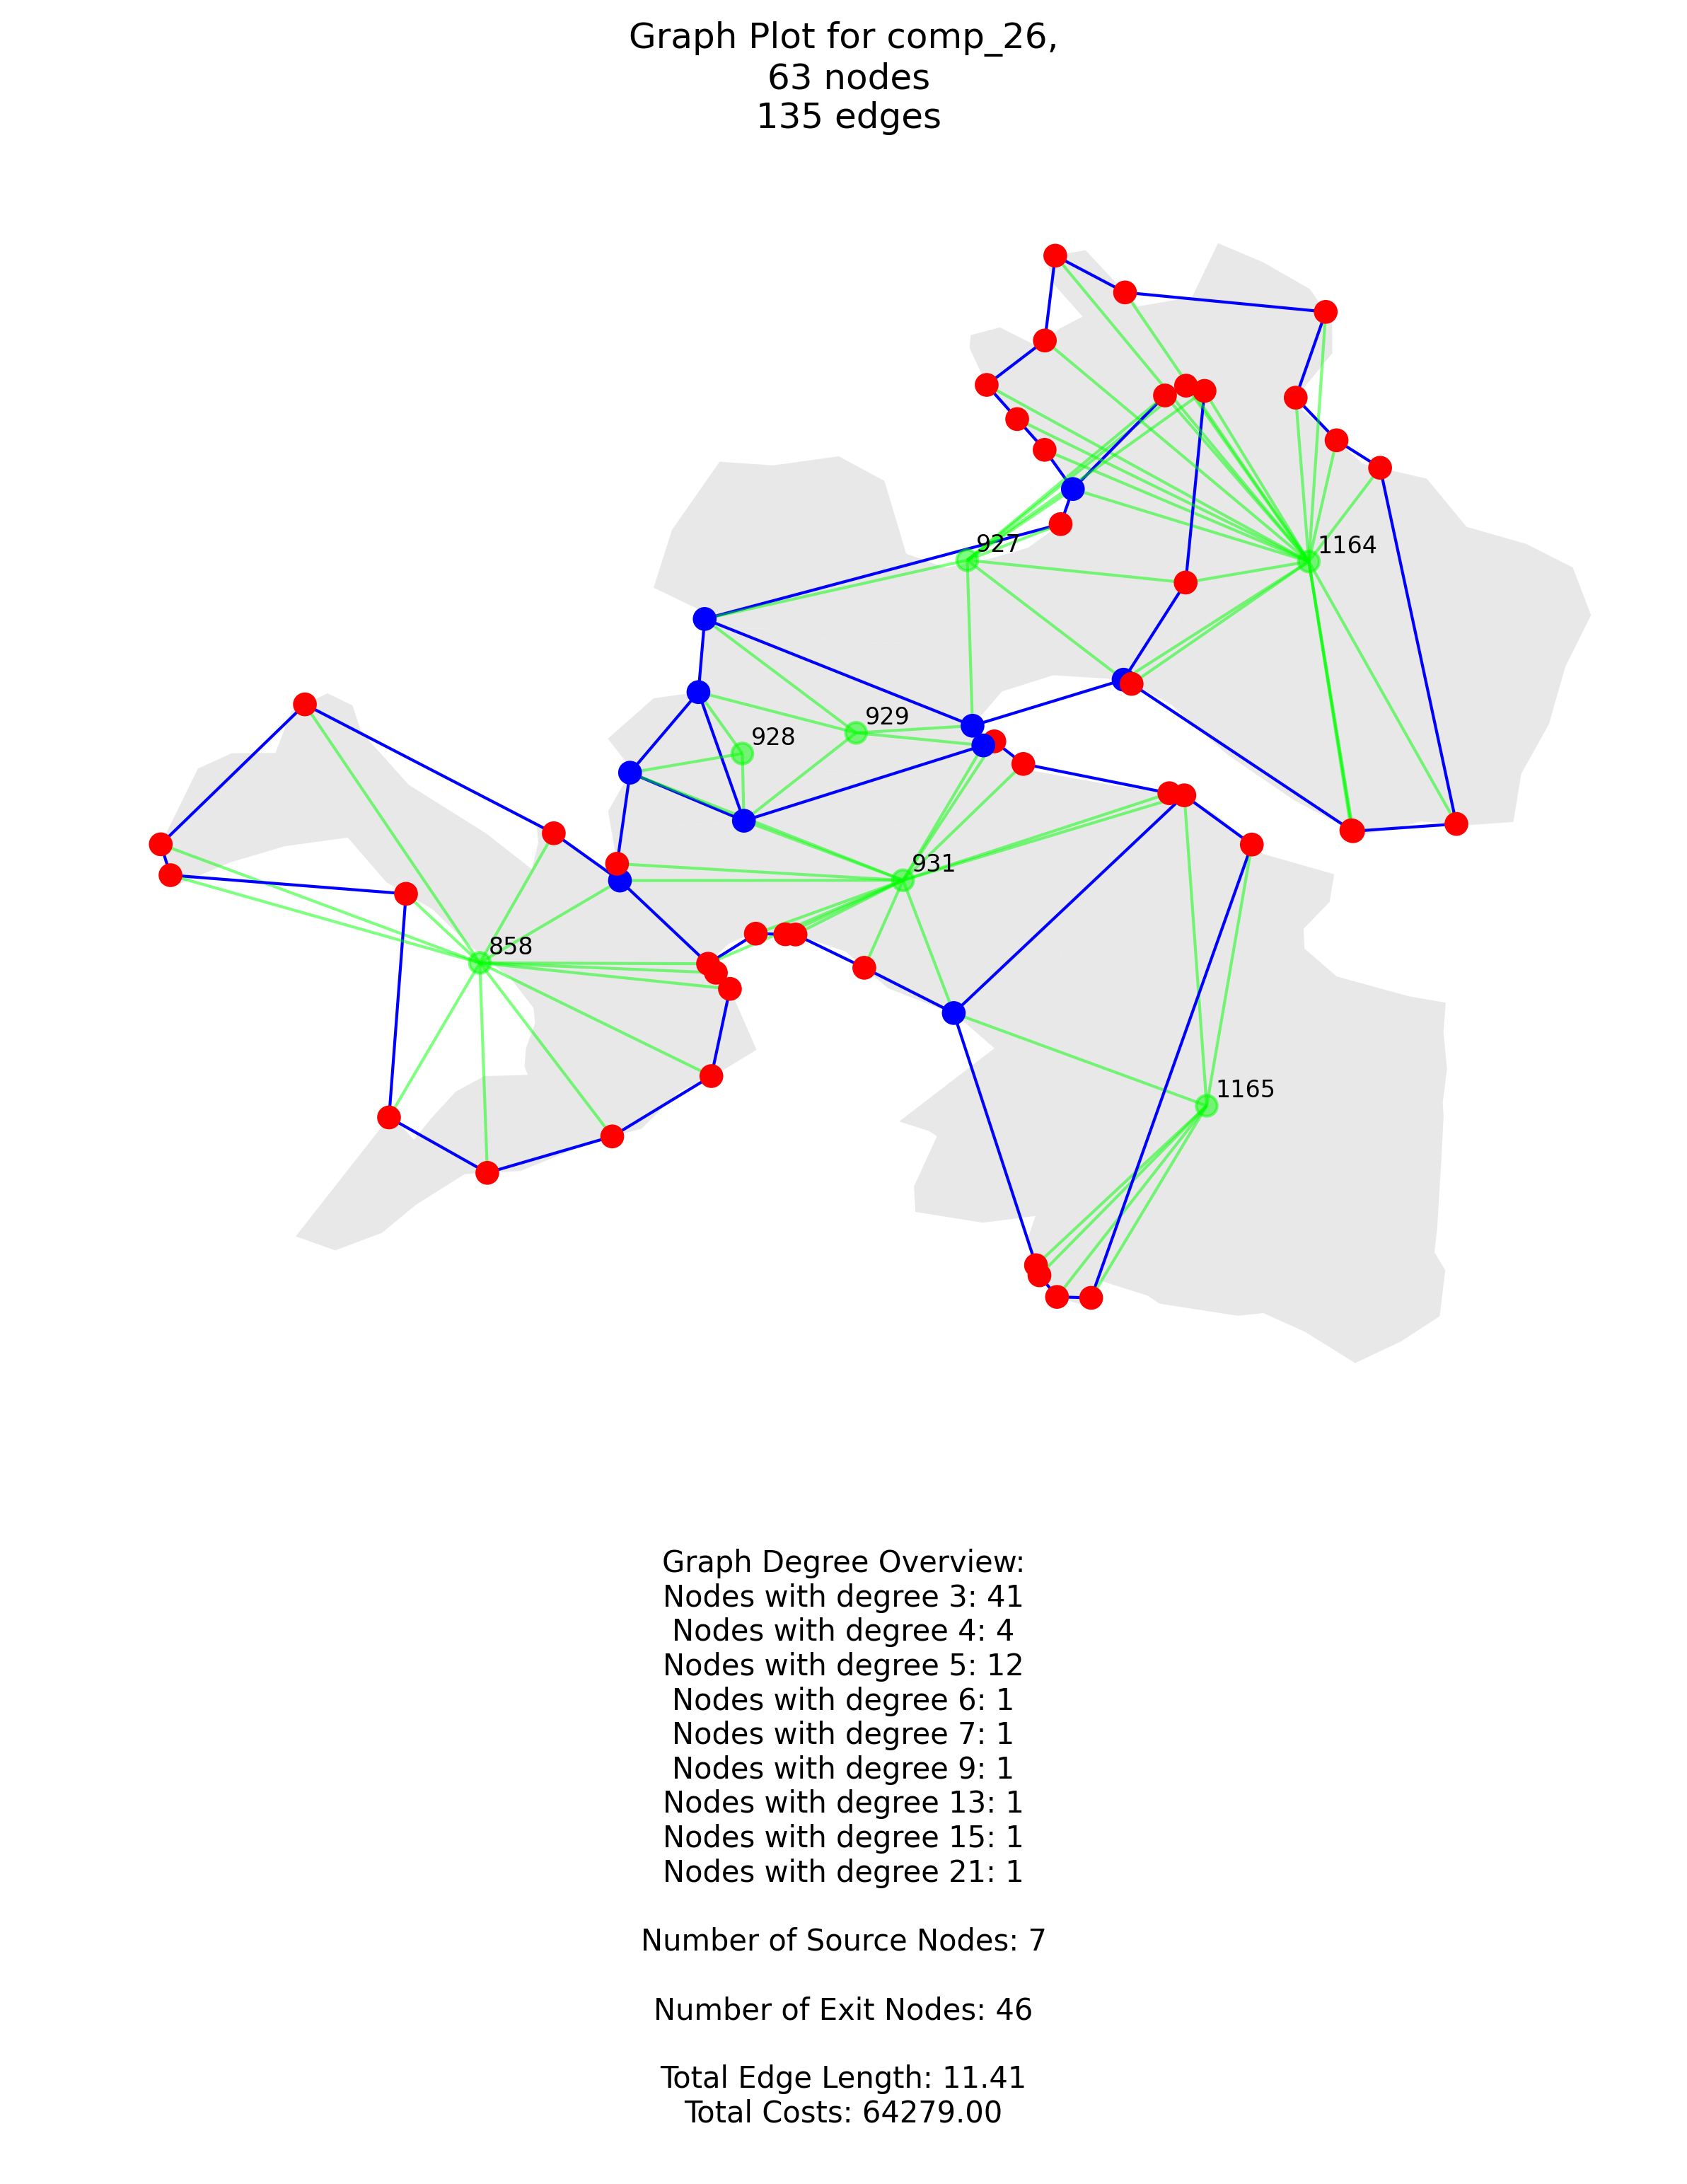 Graph Plot for comp_26,
63 nodes
135 edges
927
1164
929
928
931
858
1165
Graph Degree Overview:
Nodes with degree 3: 41
Nodes with degree 4: 4
Nodes with degree 5: 12
Nodes with degree 6: 1
Nodes with degree 7: 1
Nodes with degree 9: 1
Nodes with degree 13: 1
Nodes with degree 15: 1
Nodes with degree 21: 1
Number of Source Nodes: 7
Number of Exit Nodes: 46
Total Edge Length: 11.41
Total Costs: 64279.00